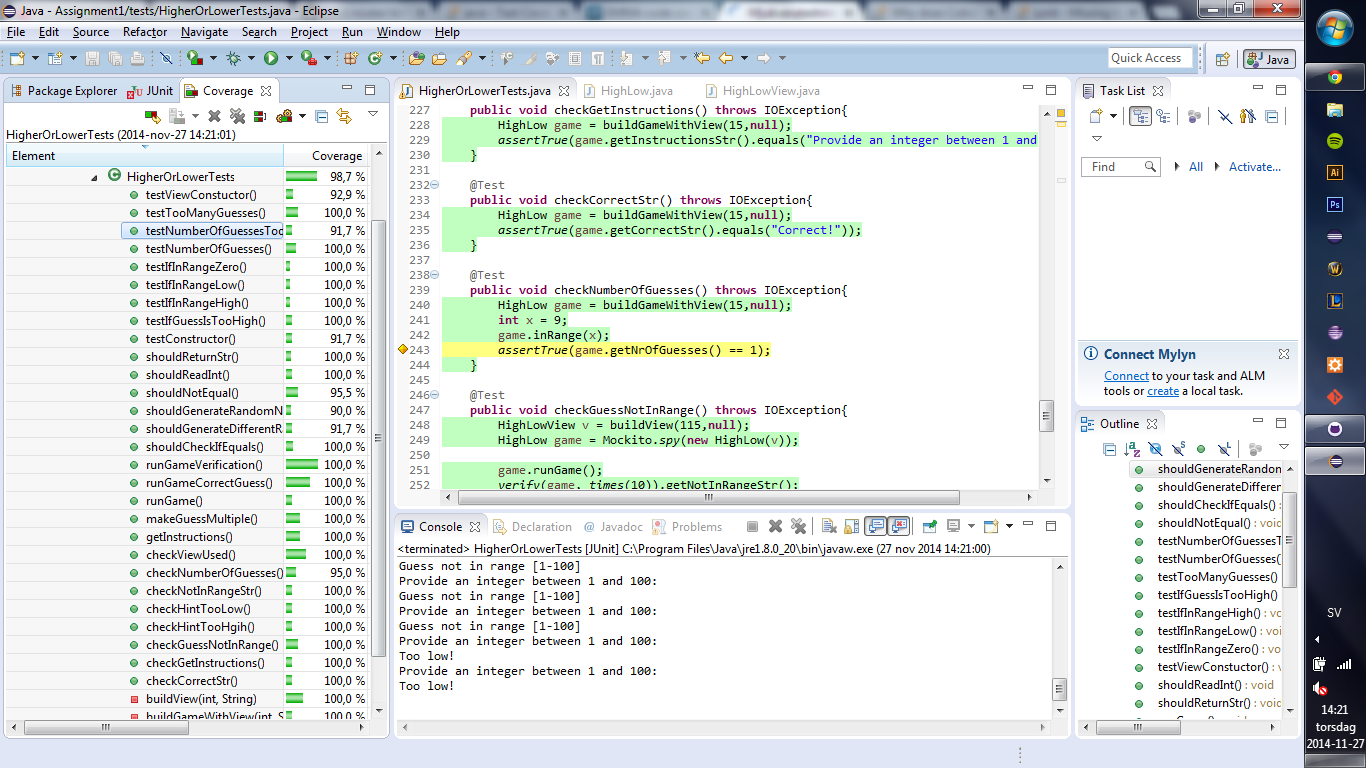 Java - Assignment1/tests/HigherOrLowerTests.java - Eclipse
File Edit Source Refactor Navigate Search Project Run Window Help
Quick Access
Java
Package Explorer JUnit Coverage
HigherOrLowerTests (2014-nov-27 14:21:01)
Element Coverage
HigherOrLowerTests 98,7 %
testViewConstuctor() 92,9 %
testTooManyGuesses() 100,0 %
testNumberOfGuessesToo 91,7 %
testNumberOfGuesses() 100,0 %
testIfInRangeZero() 100,0 %
testIfInRangeLow() 100,0 %
testIfInRangeHigh() 100,0 %
testIfGuessIsTooHigh() 100,0 %
testConstructor() 91,7 %
shouldReturnStr() 100,0 %
shouldReadInt() 100,0 %
shouldNotEqual() 95,5 %
shouldGenerateRandomN 90,0 %
shouldGenerateDifferentR 91,7 %
shouldCheckIfEquals() 100,0 %
runGameVerification() 100,0 %
runGameCorrectGuess() 100,0 %
runGame() 100,0 %
makeGuessMultiple() 100,0 %
getInstructions() 100,0 %
checkViewUsed() 100,0 %
checkNumberOfGuesses() 95,0 %
checkNotInRangeStr() 100,0 %
checkHintTooLow() 100,0 %
checkHintTooHgih() 100,0 %
checkGuessNotInRange() 100,0 %
checkGetInstructions() 100,0 %
checkCorrectStr() 100,0 %
buildView(int, String) 100,0 %
buildGameWithView(int, S 100,0 %
HigherOrLowerTests.java HighLow.java HighLowView.java
227 public void checkGetInstructions() throws IOException{
228 HighLow game = buildGameWithView(15,null);
229 assertTrue(game.getInstructionsStr().equals("Provide an integer between 1 and
230 }
231
232 @Test
233 public void checkCorrectStr() throws IOException{
234 HighLow game = buildGameWithView(15,null);
235 assertTrue(game.getCorrectStr().equals("Correct!"));
236 }
237
238 @Test
239 public void checkNumberOfGuesses() throws IOException{
240 HighLow game = buildGameWithView(15,null);
241 int x = 9;
242 game.inRange(x);
243 assertTrue(game.getNrOfGuesses() == 1);
244 }
245
246 @Test
247 public void checkGuessNotInRange() throws IOException{
248 HighLowView v = buildView(115,null);
249 HighLow game = Mockito.spy(new HighLow(v));
250
251 game.runGame();
252 verify(game, times(10)).getNotInRangeStr();
Console Declaration @ Javadoc Problems
<terminated> HigherOrLowerTests [JUnit] C:\Program Files\Java\jre1.8.0_20\bin\javaw.exe (27 nov 2014 14:21:00)
Guess not in range [1-100]
Provide an integer between 1 and 100:
Guess not in range [1-100]
Provide an integer between 1 and 100:
Guess not in range [1-100]
Provide an integer between 1 and 100:
Too low!
Provide an integer between 1 and 100:
Too low!
Task List
Find All Activate...
Connect Mylyn
Connect to your task and ALM
tools or create a local task.
Outline
shouldGenerateRandon
shouldGenerateDifferer
shouldCheckIfEquals() :
shouldNotEqual() : void
testNumberOfGuessesT
testNumberOfGuesses()
testTooManyGuesses()
testIfGuessIsTooHigh()
testIfInRangeHigh() : vo
testIfInRangeLow() : voi
testIfInRangeZero() : voi
testViewConstuctor() : v
shouldReadInt() : void
shouldReturnStr() : void
SV
14:21
torsdag
2014-11-27